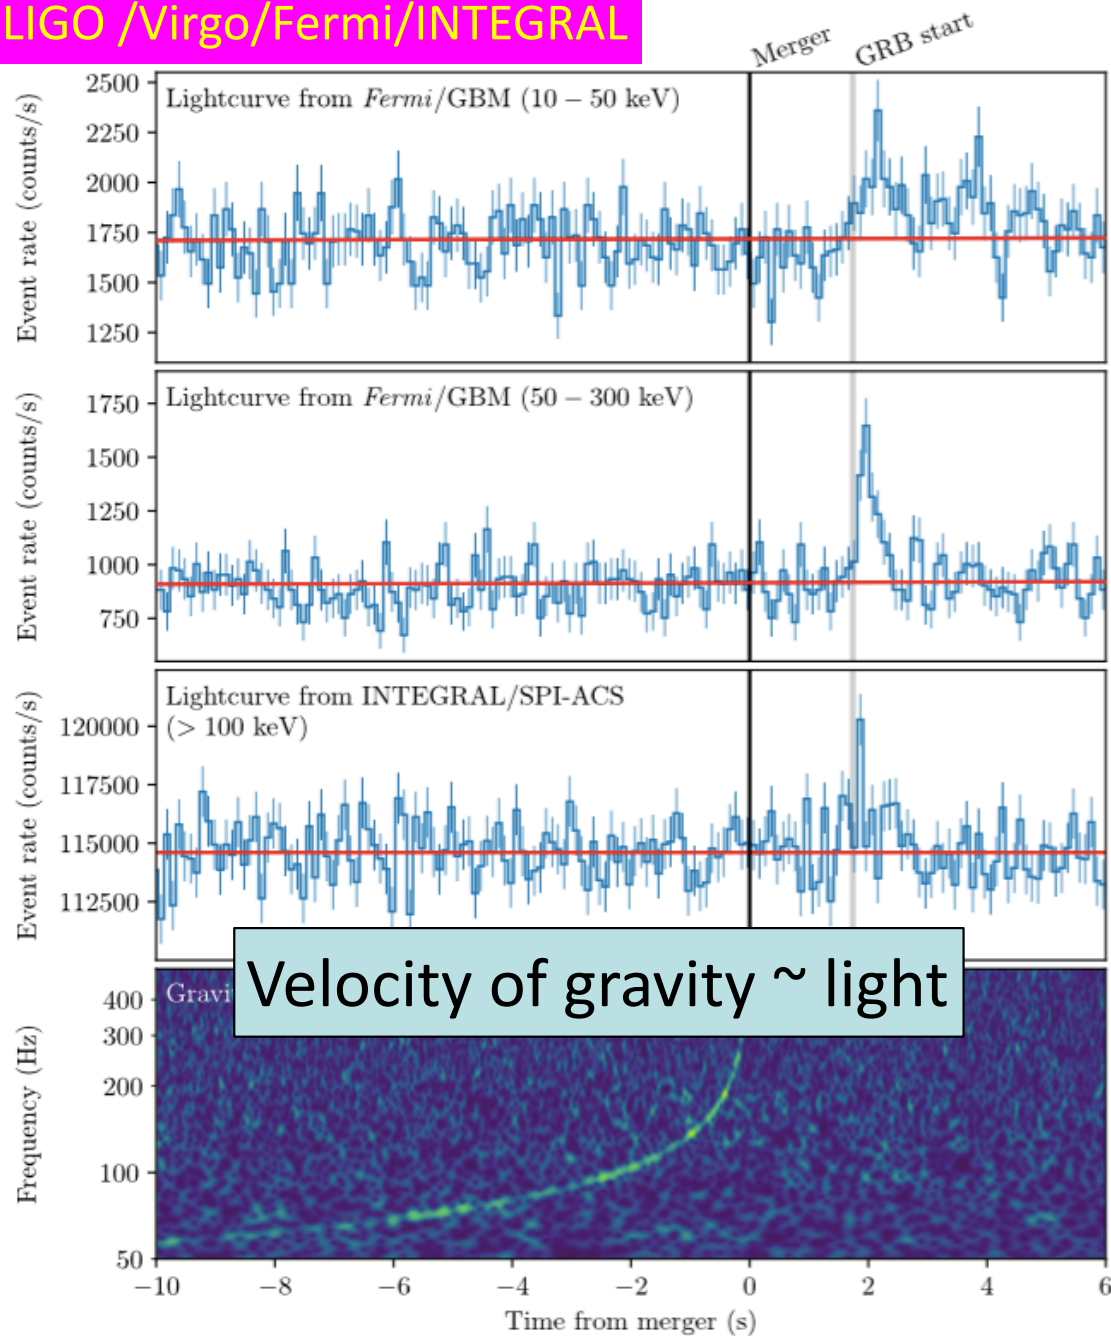 LIGO /Virgo/Fermi/INTEGRAL
Merger
GRB start
Lightcurve from Fermi/GBM (10 – 50 keV)
Event rate (counts/s)
2500
2250
2000
1750
1500
1250
Lightcurve from Fermi/GBM (50 – 300 keV)
Event rate (counts/s)
1750
1500
1250
1000
750
Lightcurve from INTEGRAL/SPI-ACS
(> 100 keV)
Event rate (counts/s)
120000
117500
115000
112500
Velocity of gravity ~ light
Frequency (Hz)
400
300
200
100
50
−10 −8 −6 −4 −2 0 2 4 6
Time from merger (s)